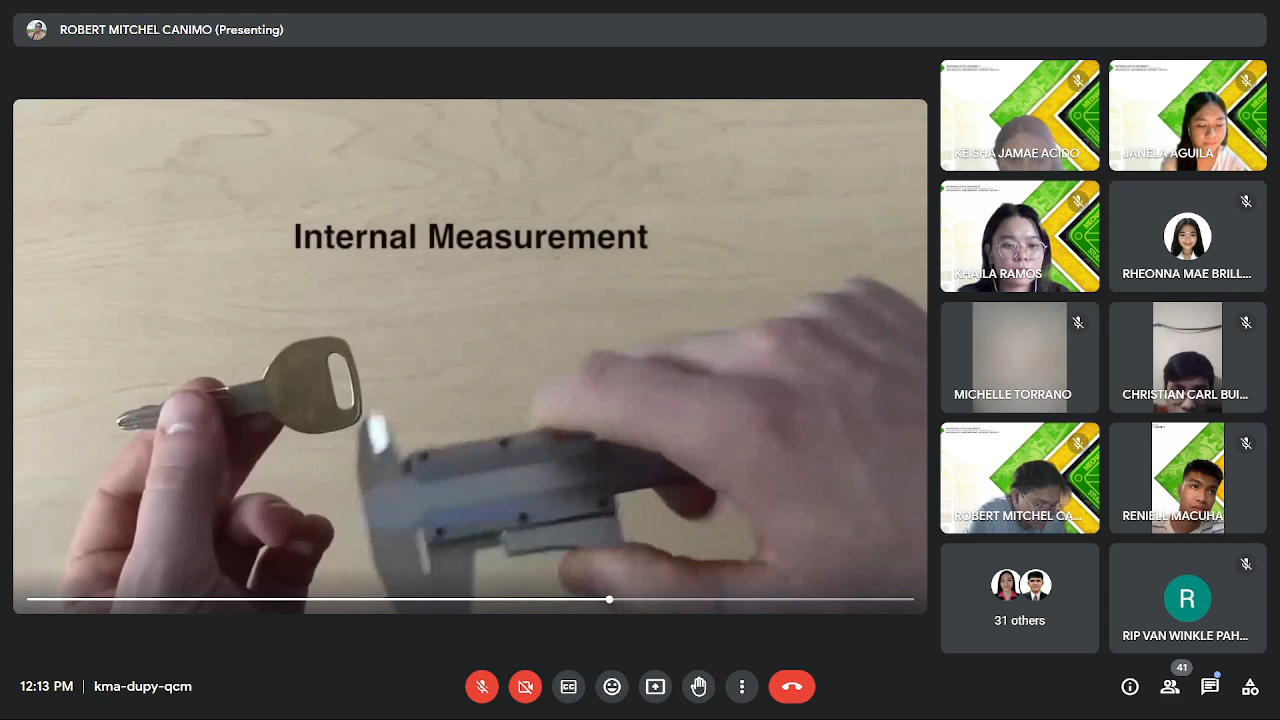 ROBERT MITCHEL CANIMO (Presenting)
Internal Measurement
KEISHA JAMAE ACIDO
JANELA AGUILA
KHAILA RAMOS
RHEONNA MAE BRILL...
MICHELLE TORRANO
CHRISTIAN CARL BUI...
ROBERT MITCHEL CA...
RENIELL MACUHA
31 others
R
RIP VAN WINKLE PAH...
12:13 PM
kma-dupy-qcm
41